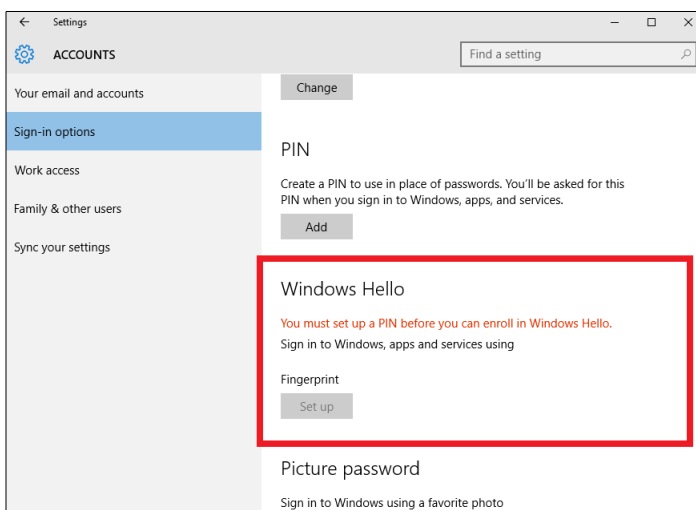 Settings
ACCOUNTS
Find a setting
Your email and accounts
Sign-in options
Work access
Family & other users
Sync your settings
Change
PIN
Create a PIN to use in place of passwords. You'll be asked for this
PIN when you sign in to Windows, apps, and services.
Add
Windows Hello
You must set up a PIN before you can enroll in Windows Hello.
Sign in to Windows, apps and services using
Fingerprint
Set up
Picture password
Sign in to Windows using a favorite photo